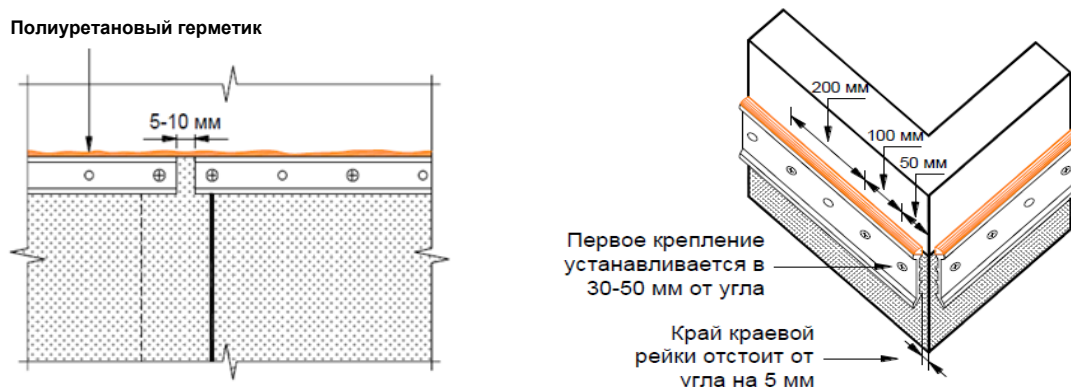 Полиуретановый герметик
5-10 мм
200 мм
100 мм
50 мм
Первое крепление
устанавливается в
30-50 мм от угла
Край краевой
рейки отстоит от
угла на 5 мм